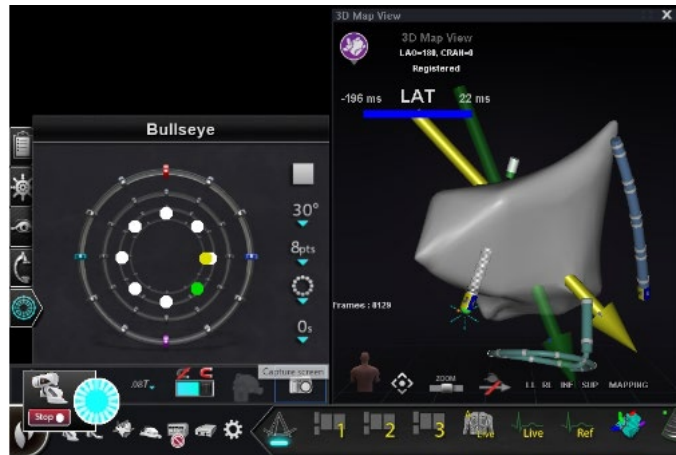 3D Map View X
3D Map View
LAO=180, CRAN=0
Registered
-196 ms LAT 22 ms
Bullseye
30°
8pts
0s
Frames : 8129
Capture screen
.08T
ZOOM
LL RL INF SUP MAPPING
Stop
1 2 3 Live Live Ref